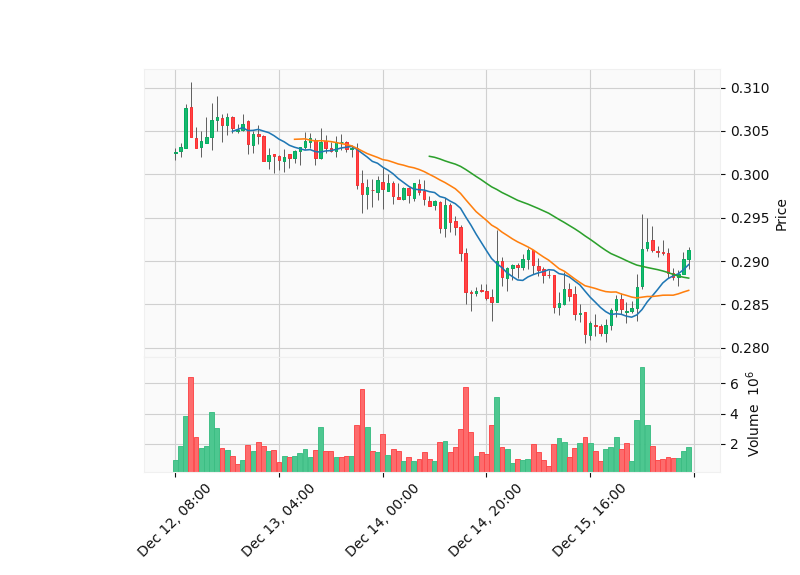 0.310
0.305
0.300
0.295
0.290
0.285
0.280
Price
6
4
2
Volume 10^6
Dec 12, 08:00
Dec 13, 04:00
Dec 14, 00:00
Dec 14, 20:00
Dec 15, 16:00